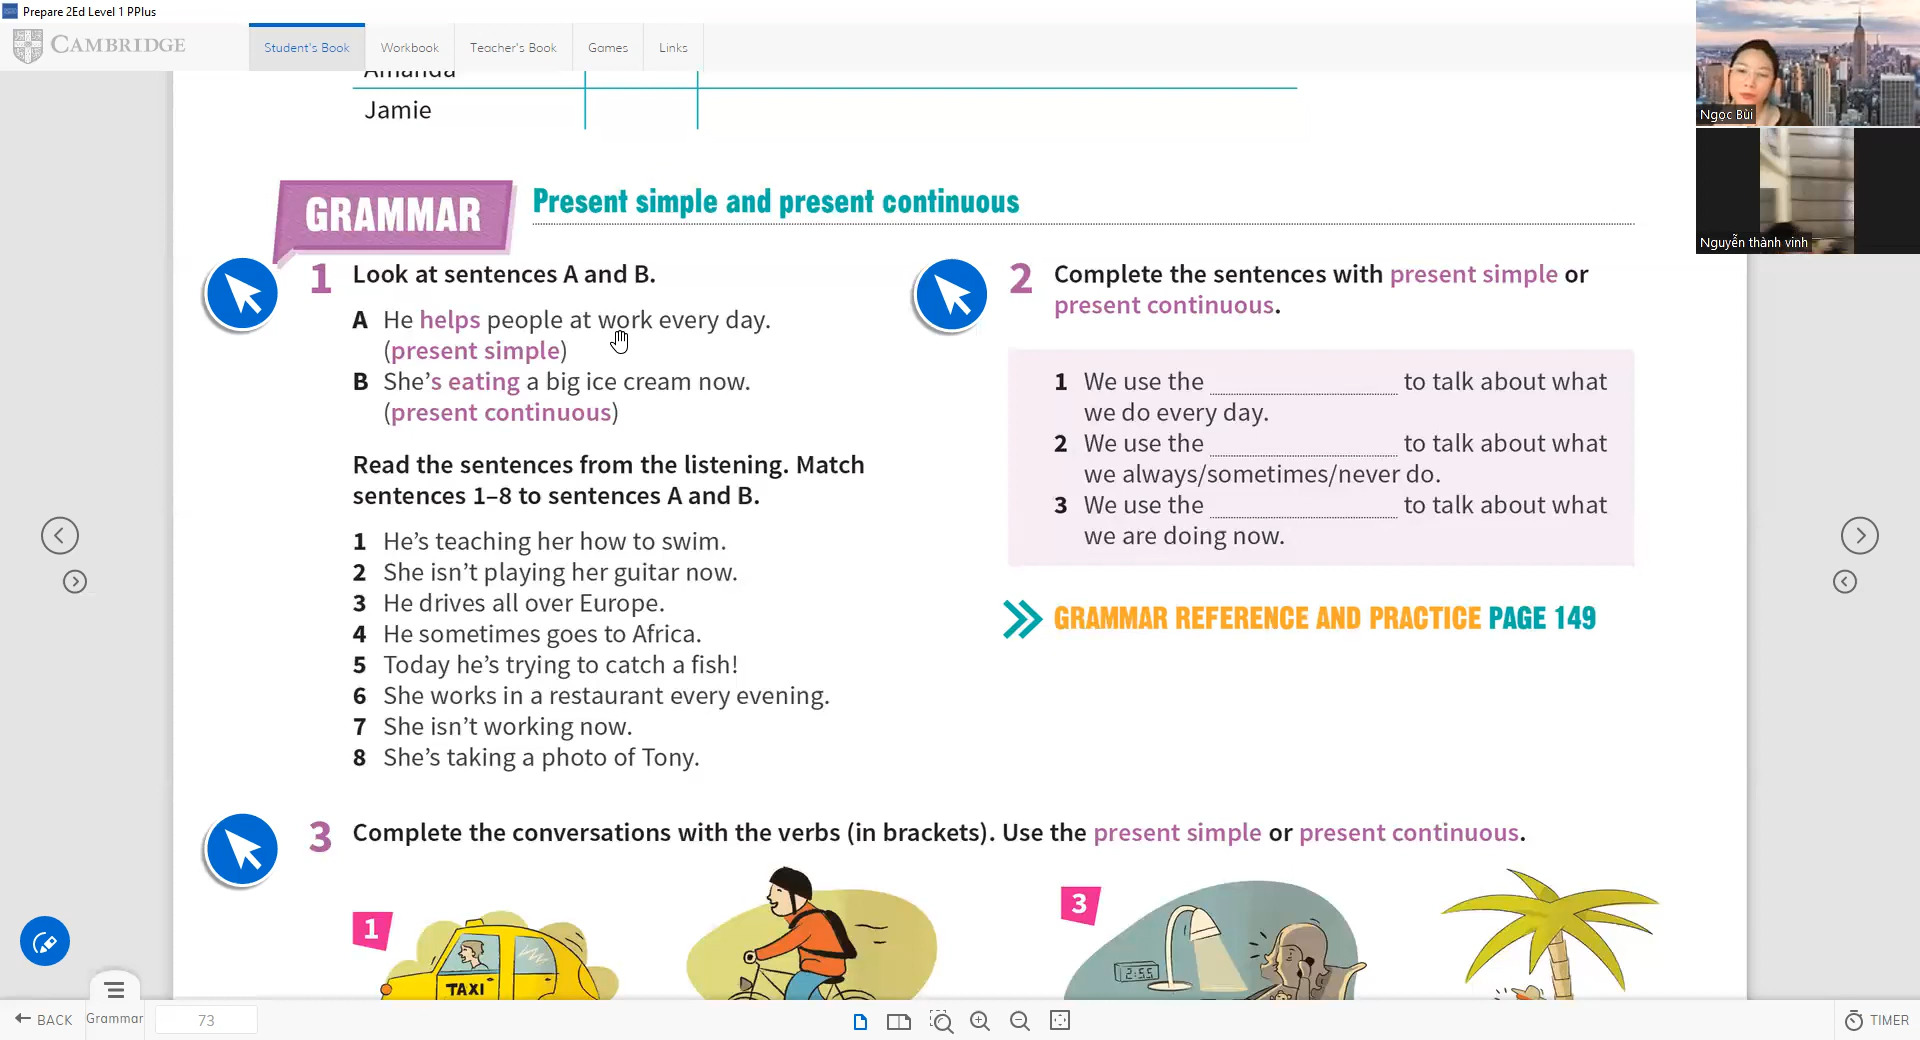 Prepare 2Ed Level 1 PPlus
CAMBRIDGE
Student's Book
Workbook
Teacher's Book
Games
Links
Amanda
Jamie
GRAMMAR
Present simple and present continuous
1 Look at sentences A and B.
A He helps people at work every day.
(present simple)
B She's eating a big ice cream now.
(present continuous)
Read the sentences from the listening. Match
sentences 1–8 to sentences A and B.
1 He's teaching her how to swim.
2 She isn't playing her guitar now.
3 He drives all over Europe.
4 He sometimes goes to Africa.
5 Today he's trying to catch a fish!
6 She works in a restaurant every evening.
7 She isn't working now.
8 She's taking a photo of Tony.
2 Complete the sentences with present simple or
present continuous.
1 We use the to talk about what
we do every day.
2 We use the to talk about what
we always/sometimes/never do.
3 We use the to talk about what
we are doing now.
GRAMMAR REFERENCE AND PRACTICE PAGE 149
3 Complete the conversations with the verbs (in brackets). Use the present simple or present continuous.
1
TAXI
3
2:55
Ngọc Bùi
Nguyễn thành vinh
BACK
Grammar
73
TIMER